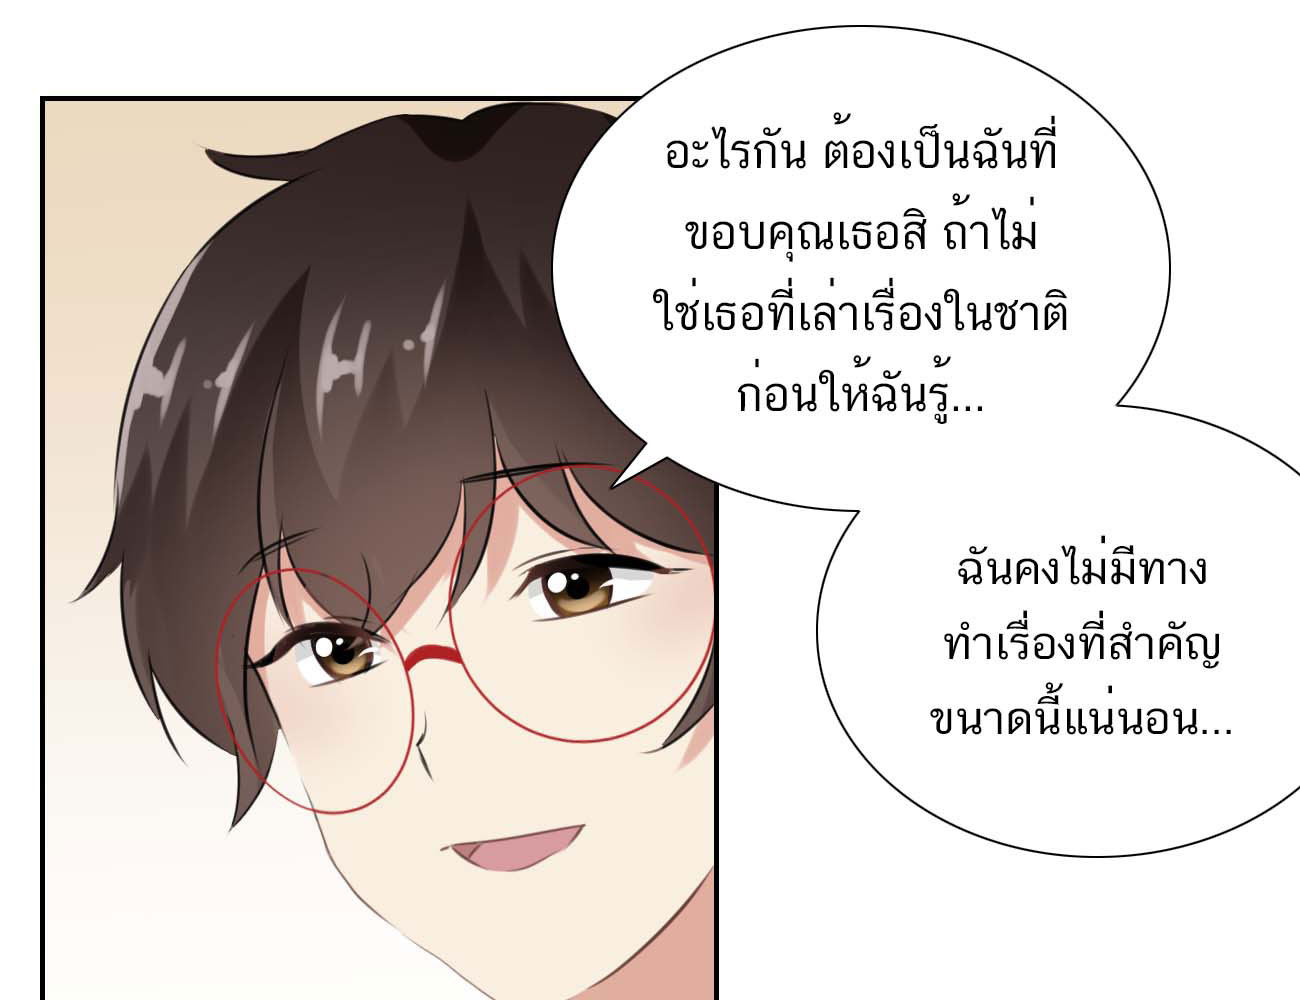 อะไรกัน ต้องเป็นฉันที่
ขอบคุณเธอสิ ถ้าไม่
ใช่เธอที่เล่าเรื่องในชาติ
ก่อนให้ฉันรู้...
ฉันคงไม่มีทาง
ทำเรื่องที่สำคัญ
ขนาดนี้แน่นอน...